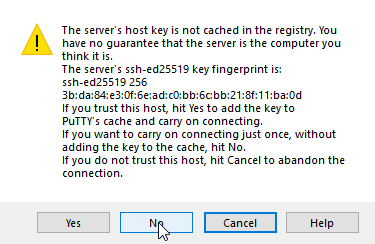 The server's host key is not cached in the registry. You
have no guarantee that the server is the computer you
think it is.
The server's ssh-ed25519 key fingerprint is:
ssh-ed25519 256
3b:da:84:e3:0f:6e:ad:c0:bb:6c:bb:21:8f:11:ba:0d
If you trust this host, hit Yes to add the key to
PuTTY's cache and carry on connecting.
If you want to carry on connecting just once, without
adding the key to the cache, hit No.
If you do not trust this host, hit Cancel to abandon the
connection.
Yes No Cancel Help